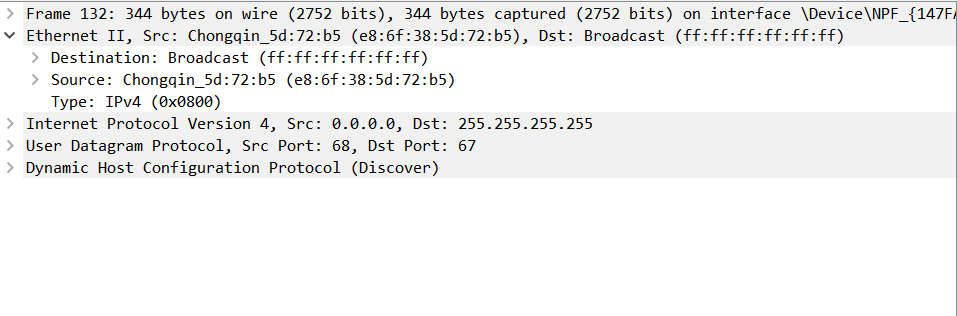 Frame 132: 344 bytes on wire (2752 bits), 344 bytes captured (2752 bits) on interface \Device\NPF_{147FA
Ethernet II, Src: Chongqin_5d:72:b5 (e8:6f:38:5d:72:b5), Dst: Broadcast (ff:ff:ff:ff:ff:ff)
Destination: Broadcast (ff:ff:ff:ff:ff:ff)
Source: Chongqin_5d:72:b5 (e8:6f:38:5d:72:b5)
Type: IPv4 (0x0800)
Internet Protocol Version 4, Src: 0.0.0.0, Dst: 255.255.255.255
User Datagram Protocol, Src Port: 68, Dst Port: 67
Dynamic Host Configuration Protocol (Discover)